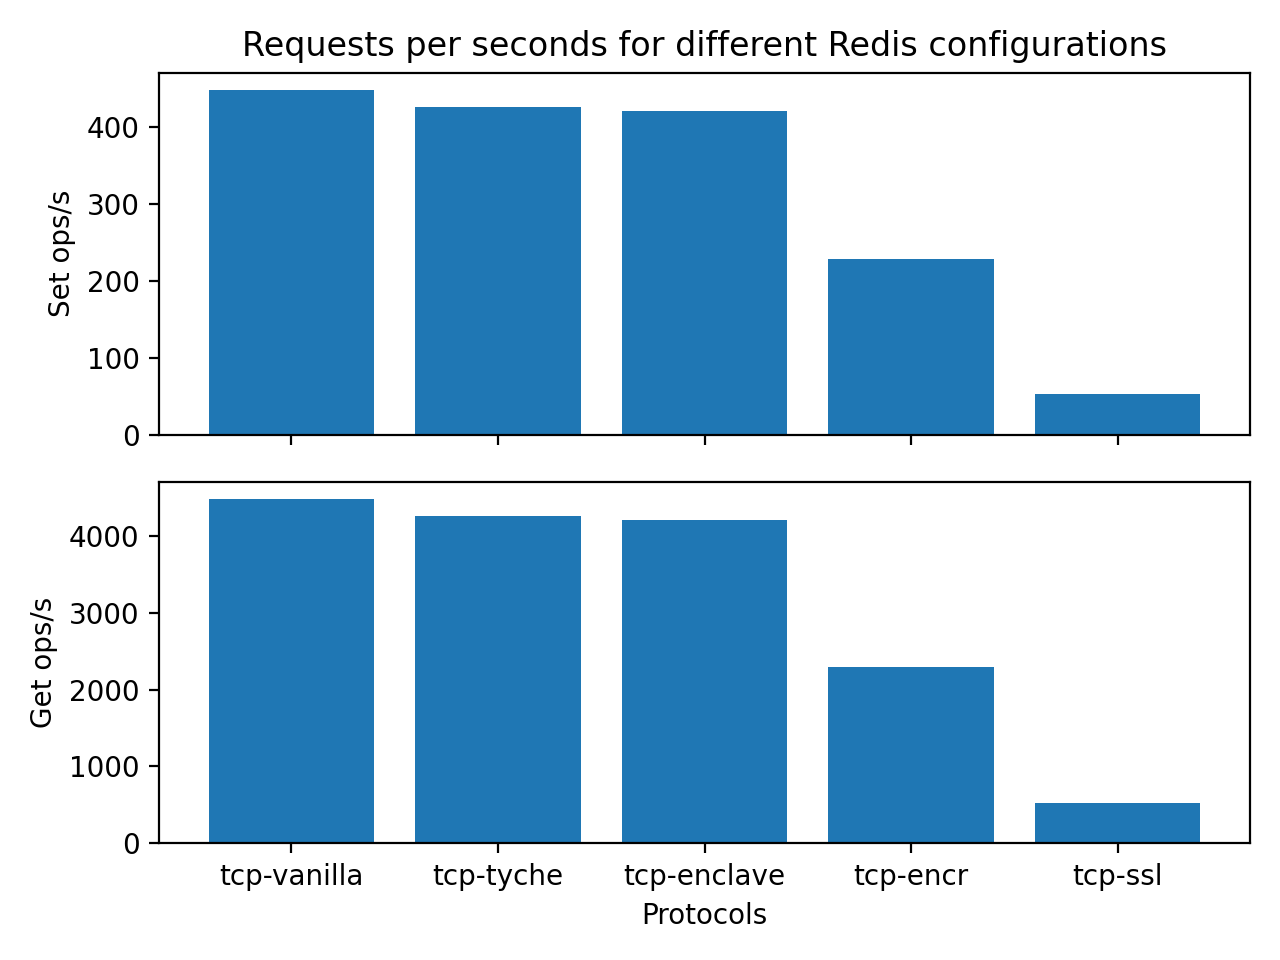 Requests per seconds for different Redis configurations
400
300
200
100
0
Set ops/s
4000
3000
2000
1000
0
Get ops/s
tcp-vanilla tcp-tyche tcp-enclave tcp-encr tcp-ssl
Protocols